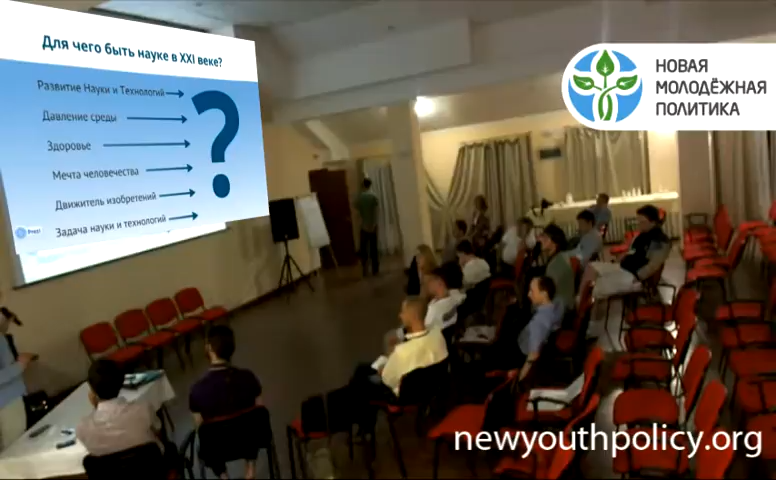 Для чего быть науке в XXI веке?
Развитие Науки и Технологий
Давление среды
Здоровье
Мечта человечества
Движитель изобретений
Задача науки и технологий
?
НОВАЯ
МОЛОДЁЖНАЯ
ПОЛИТИКА
newyouthpolicy.org